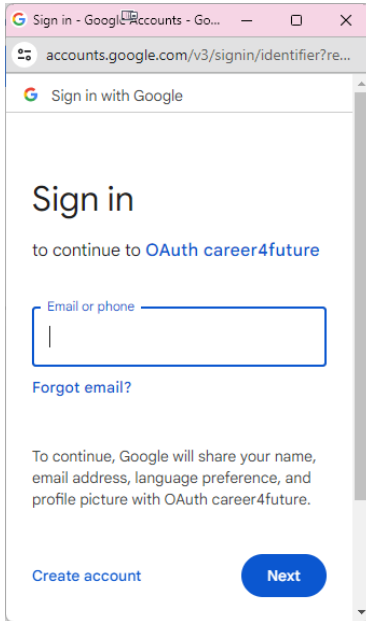 Sign in - Google Accounts - Go...
accounts.google.com/v3/signin/identifier?re...
Sign in with Google
Sign in
to continue to OAuth career4future
Email or phone
Forgot email?
To continue, Google will share your name,
email address, language preference, and
profile picture with OAuth career4future.
Create account
Next